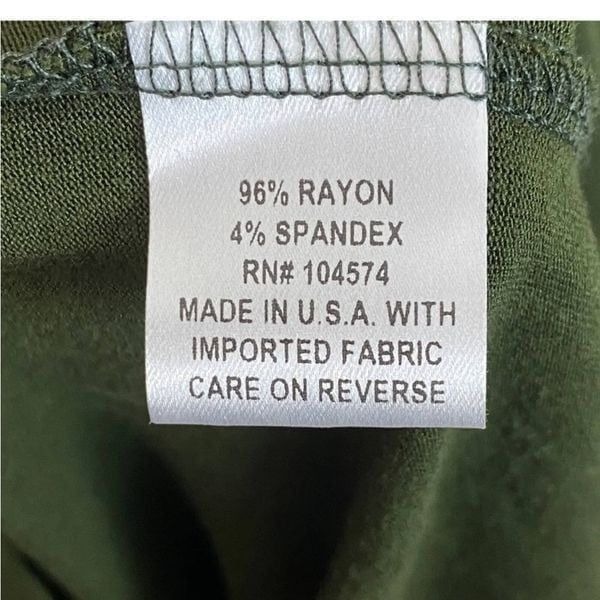 96% RAYON
4% SPANDEX
RN# 104574
MADE IN U.S.A. WITH
IMPORTED FABRIC
CARE ON REVERSE